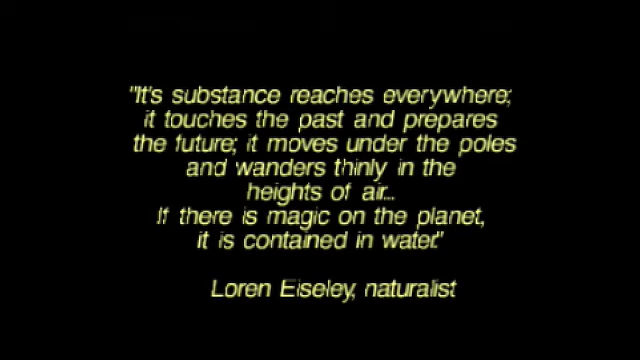 "It's substance reaches everywhere;
it touches the past and prepares
the future; it moves under the poles
and wanders thinly in the
heights of air...
If there is magic on the planet,
it is contained in water."
Loren Eiseley, naturalist